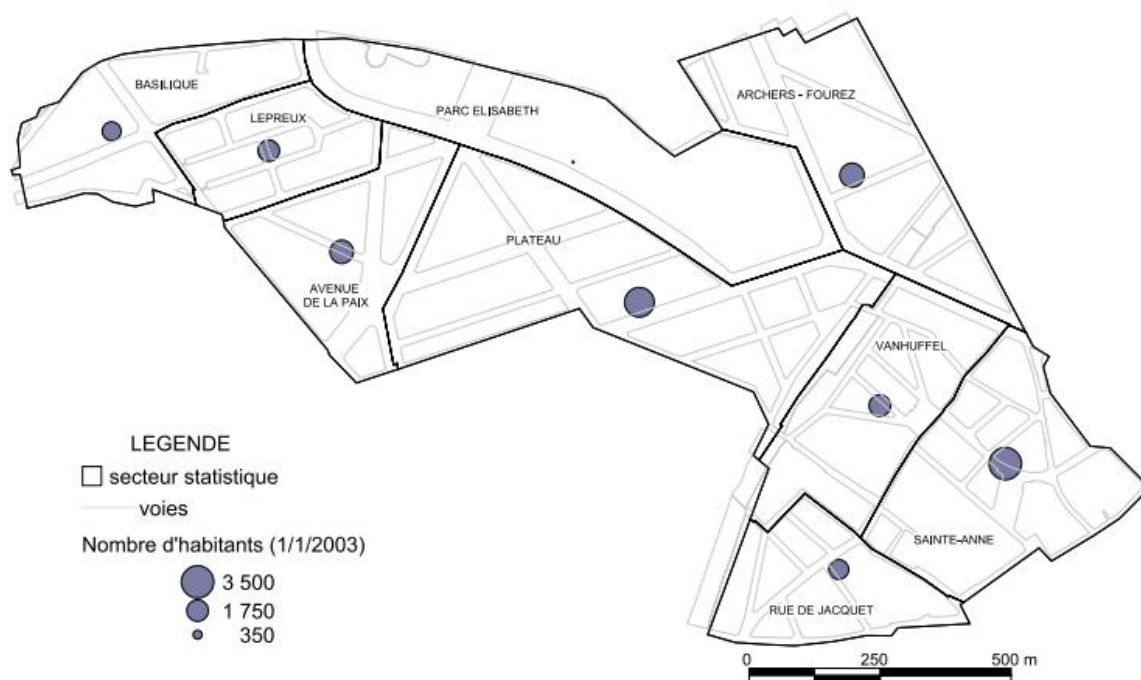 BASILIQUE
LEPREUX
PARC ELISABETH
ARCHERS - FOUREZ
PLATEAU
AVENUE
DE LA PAIX
VANHUFFEL
SAINTE-ANNE
RUE DE JACQUET
LEGENDE
secteur statistique
voies
Nombre d'habitants (1/1/2003)
3 500
1 750
350
0 250 500 m